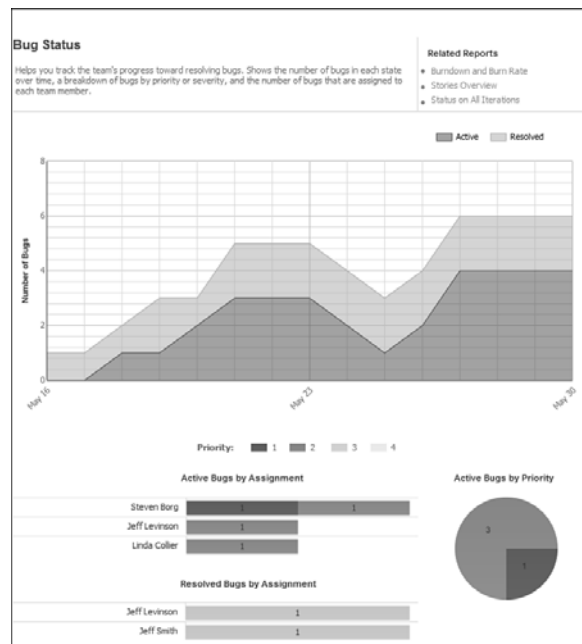 Bug Status
Helps you track the team's progress toward resolving bugs. Shows the number of bugs in each state
over time, a breakdown of bugs by priority or severity, and the number of bugs that are assigned to
each team member.
Related Reports
• Burndown and Burn Rate
• Stories Overview
• Status on All Iterations
Active Resolved
Number of Bugs
8
6
4
2
0
May 16 May 23 May 30
Priority: 1 2 3 4
Active Bugs by Assignment
Steven Borg 1 1
Jeff Levinson 1
Linda Collier 1
Active Bugs by Priority
3
1
Resolved Bugs by Assignment
Jeff Levinson 1
Jeff Smith 1